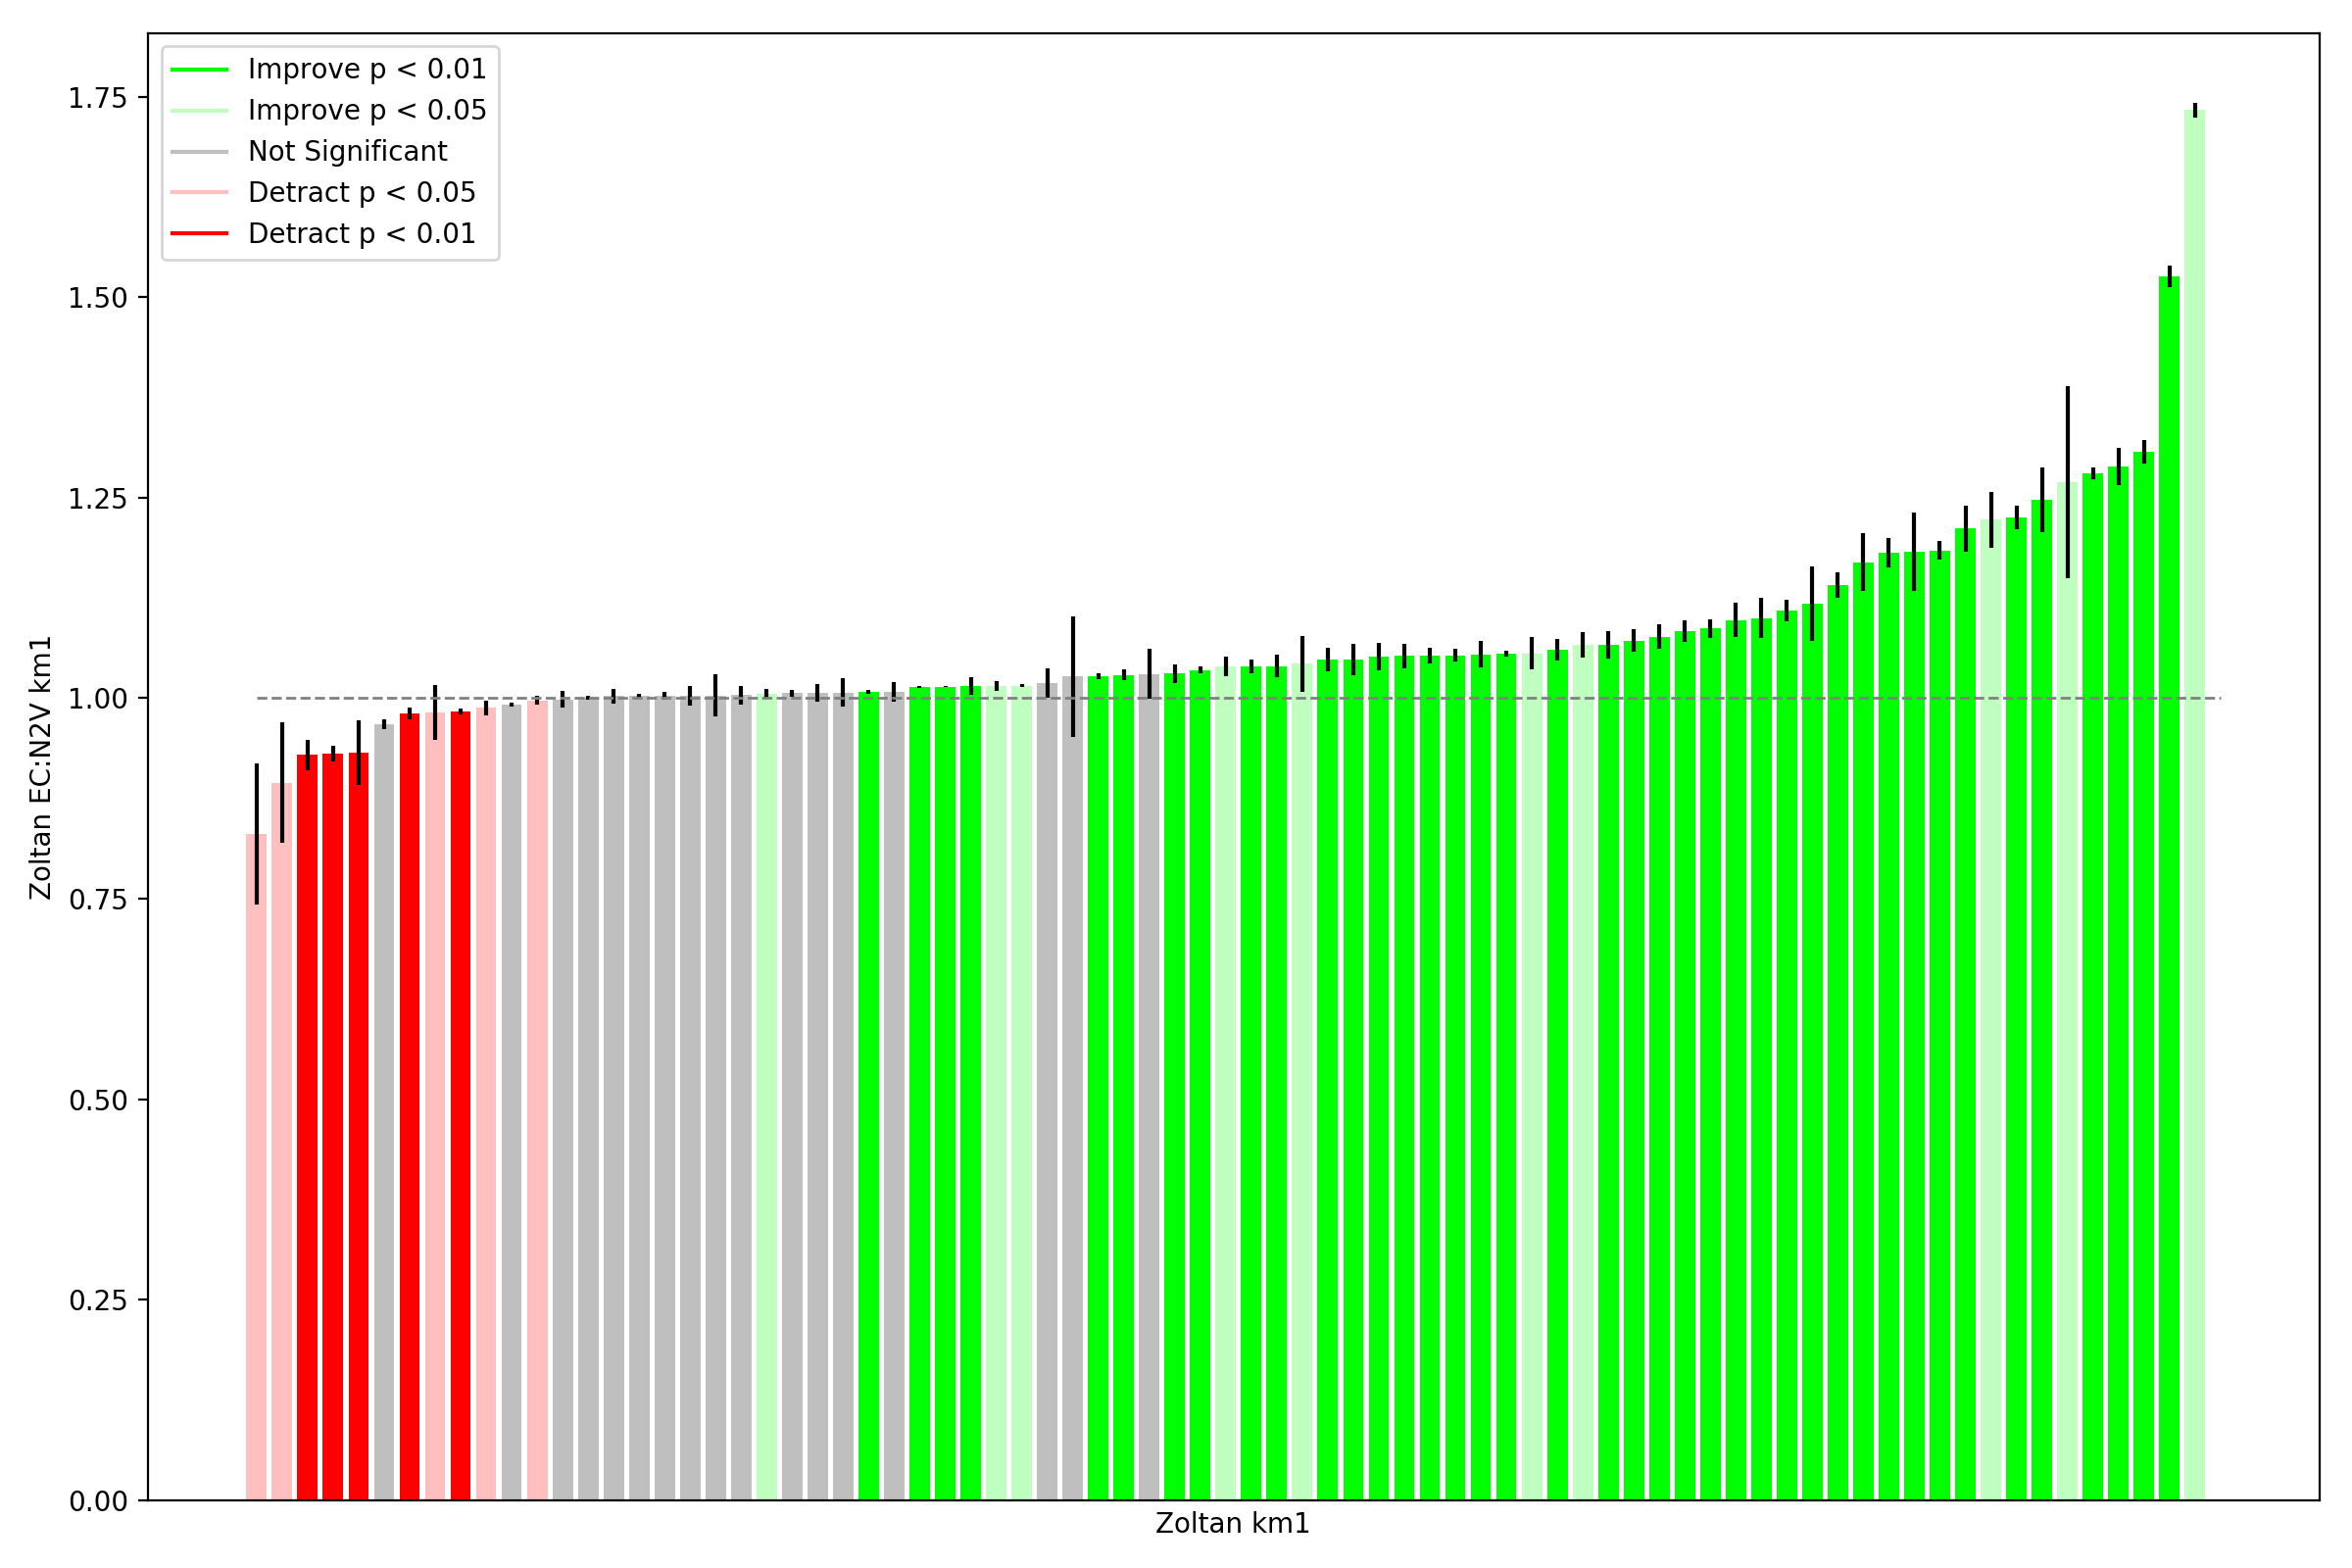 Improve p < 0.01
Improve p < 0.05
Not Significant
Detract p < 0.05
Detract p < 0.01
1.75
1.50
1.25
1.00
0.75
0.50
0.25
0.00
Zoltan EC:N2V km1
Zoltan km1